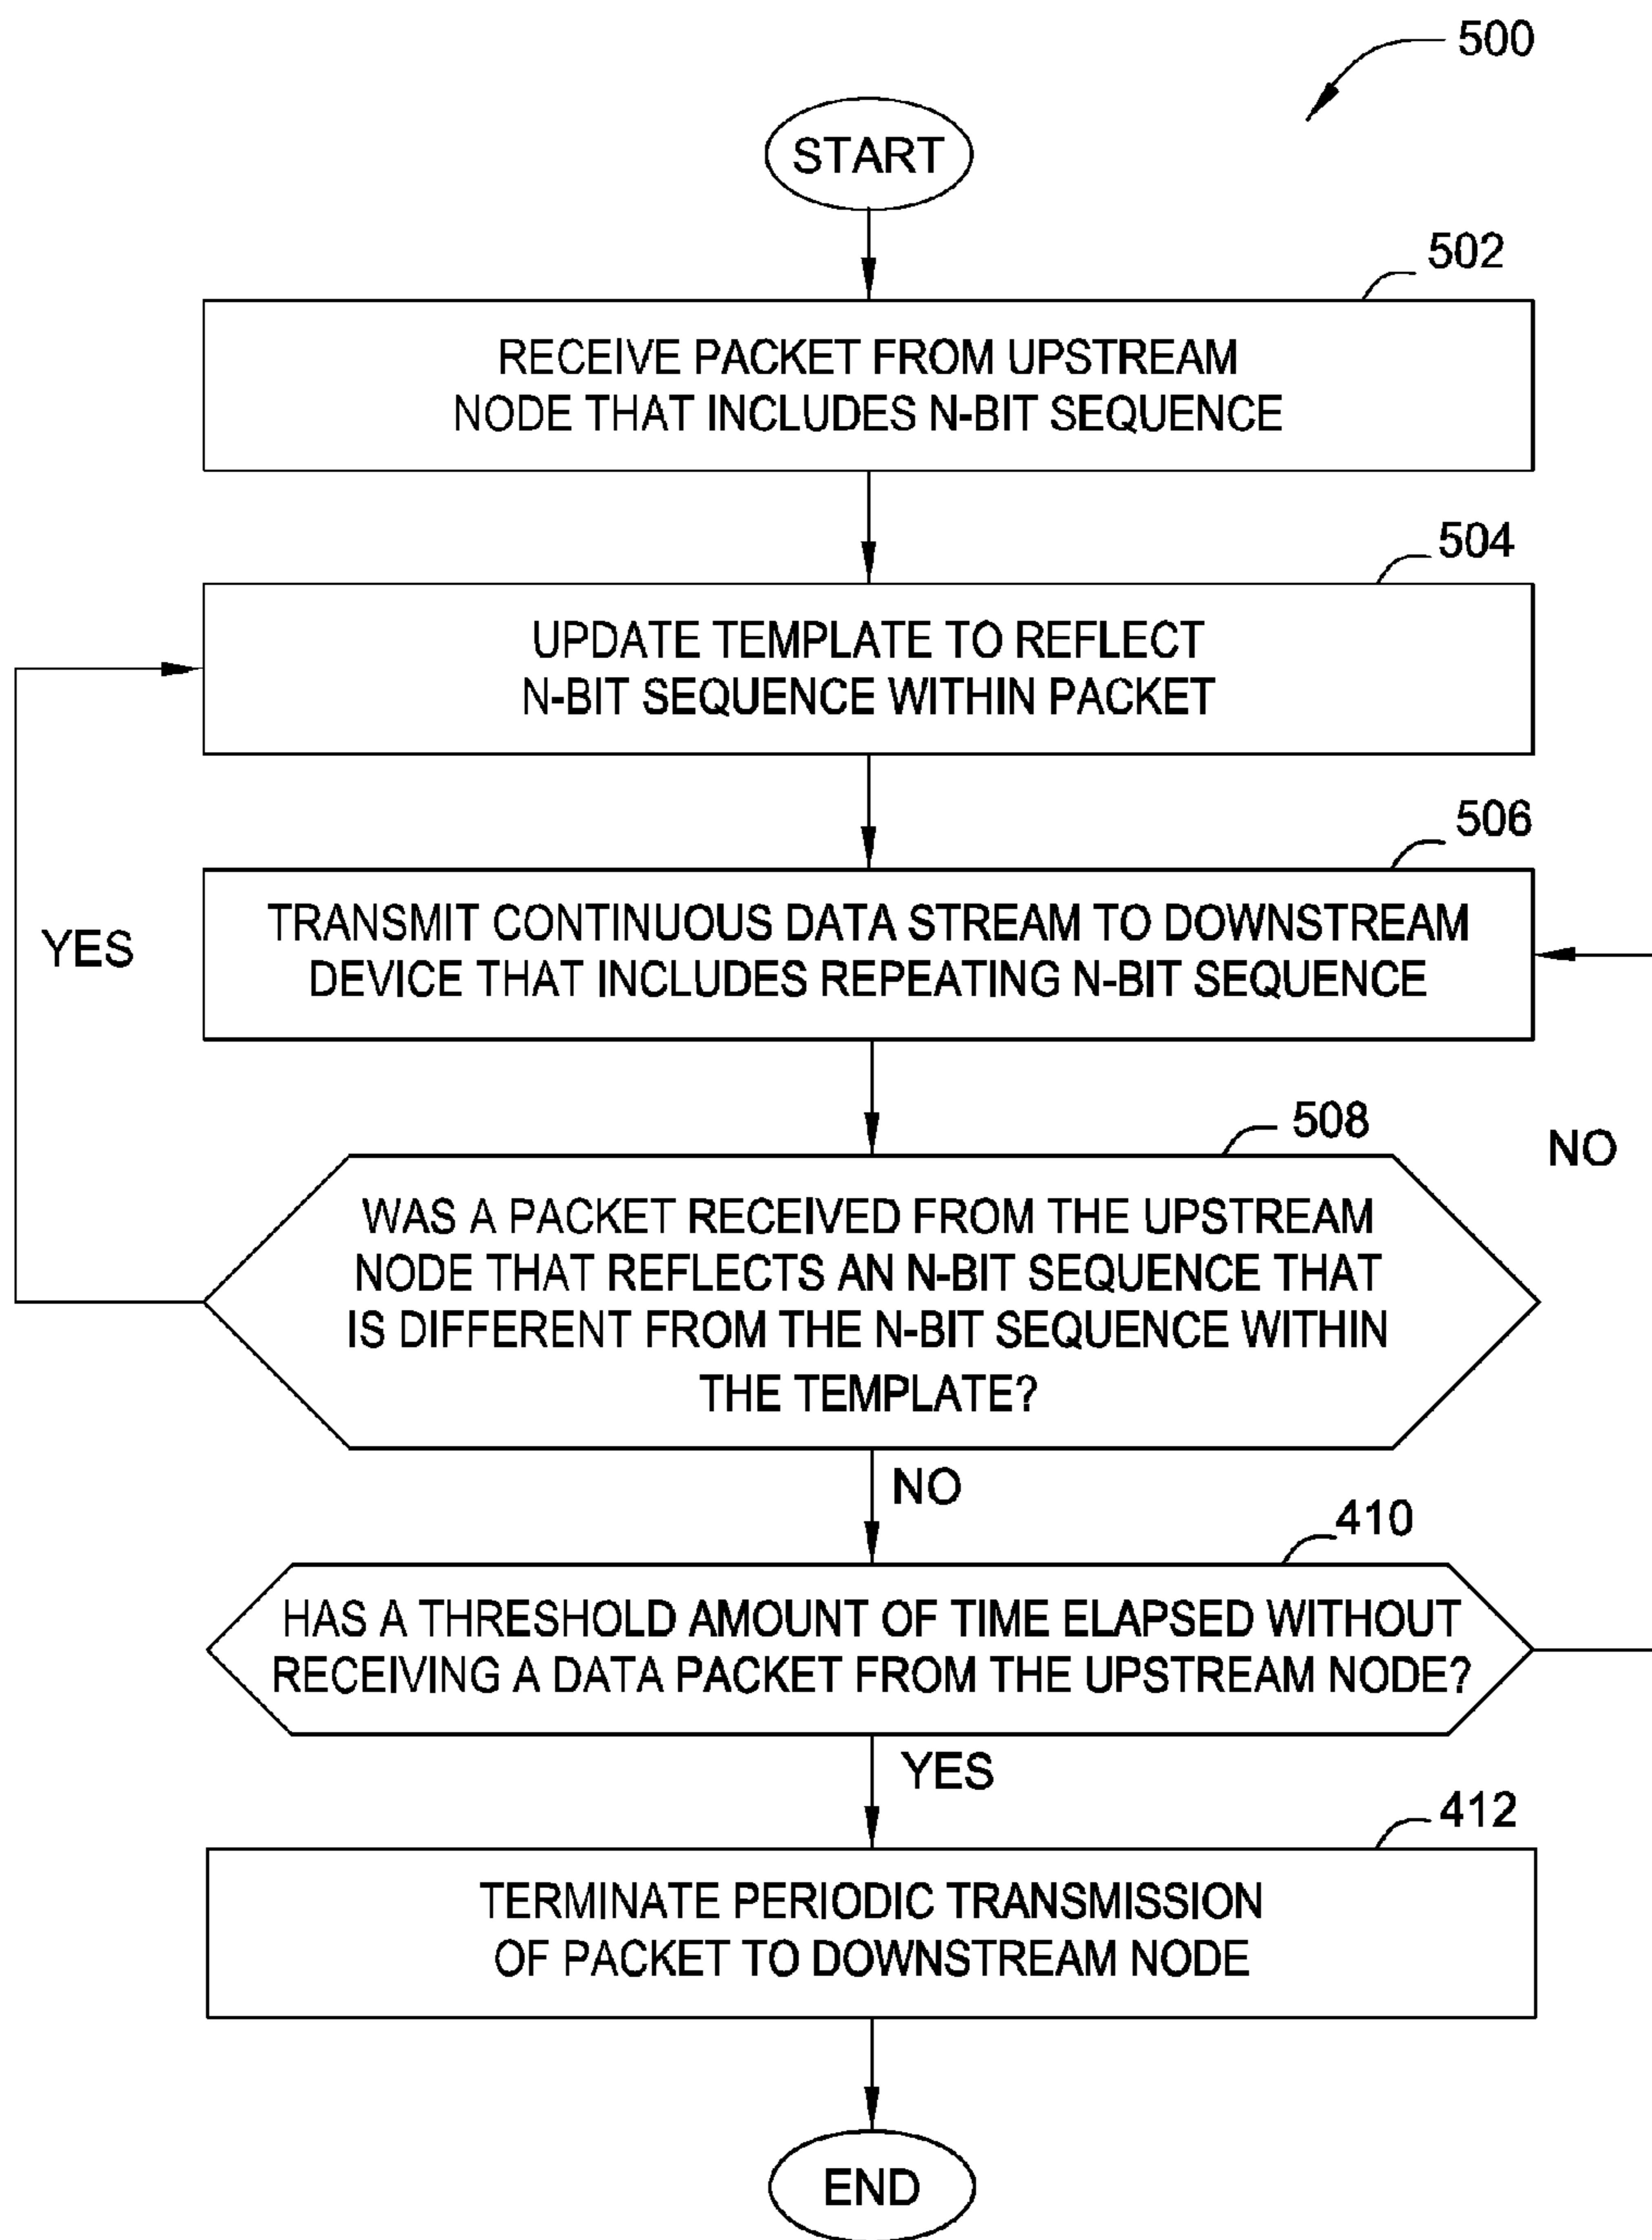 500
START
502
RECEIVE PACKET FROM UPSTREAM
NODE THAT INCLUDES N-BIT SEQUENCE
504
UPDATE TEMPLATE TO REFLECT
N-BIT SEQUENCE WITHIN PACKET
506
TRANSMIT CONTINUOUS DATA STREAM TO DOWNSTREAM
DEVICE THAT INCLUDES REPEATING N-BIT SEQUENCE
YES
508
NO
WAS A PACKET RECEIVED FROM THE UPSTREAM
NODE THAT REFLECTS AN N-BIT SEQUENCE THAT
IS DIFFERENT FROM THE N-BIT SEQUENCE WITHIN
THE TEMPLATE?
NO
410
HAS A THRESHOLD AMOUNT OF TIME ELAPSED WITHOUT
RECEIVING A DATA PACKET FROM THE UPSTREAM NODE?
YES
412
TERMINATE PERIODIC TRANSMISSION
OF PACKET TO DOWNSTREAM NODE
END